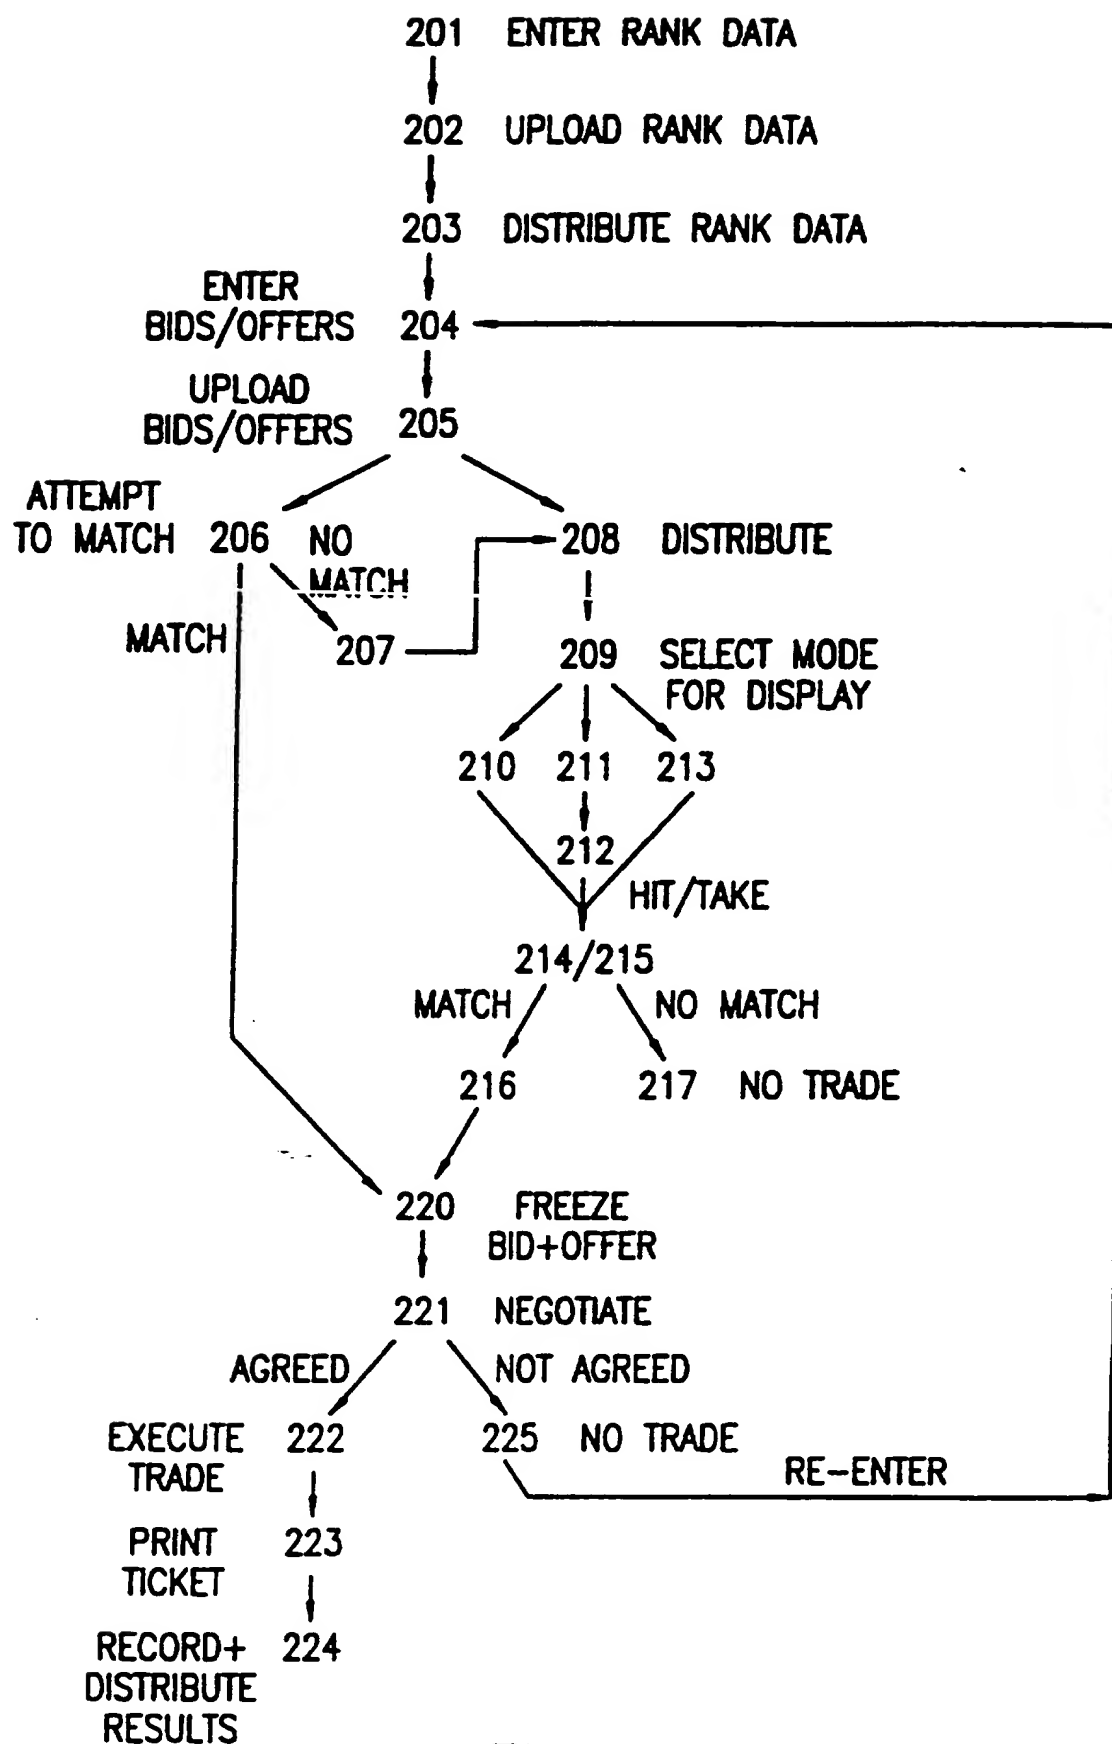 201 ENTER RANK DATA
202 UPLOAD RANK DATA
203 DISTRIBUTE RANK DATA
ENTER
BIDS/OFFERS 204
UPLOAD
BIDS/OFFERS 205
ATTEMPT
TO MATCH 206 NO
MATCH
208 DISTRIBUTE
MATCH
207
209 SELECT MODE
FOR DISPLAY
210 211 213
212
HIT/TAKE
214/215
MATCH NO MATCH
216 217 NO TRADE
220 FREEZE
BID+OFFER
221 NEGOTIATE
AGREED NOT AGREED
EXECUTE 222
TRADE
225 NO TRADE
RE-ENTER
PRINT 223
TICKET
RECORD+ 224
DISTRIBUTE
RESULTS